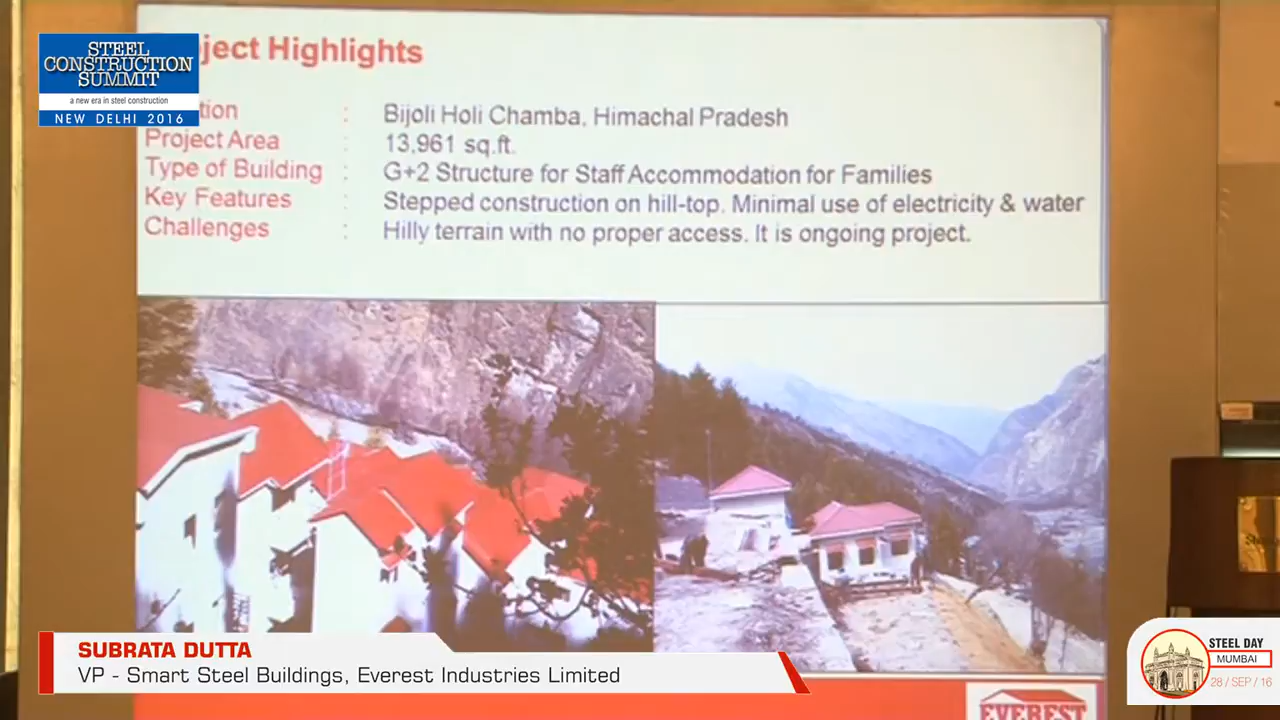 STEEL
CONSTRUCTION
SUMMIT
a new era in steel construction
NEW DELHI 2016
ject Highlights
tion : Bijoli Holi Chamba, Himachal Pradesh
Project Area : 13,961 sq.ft.
Type of Building : G+2 Structure for Staff Accommodation for Families
Key Features : Stepped construction on hill-top. Minimal use of electricity & water
Challenges : Hilly terrain with no proper access. It is ongoing project.
SUBRATA DUTTA
VP - Smart Steel Buildings, Everest Industries Limited
EVEREST
STEEL DAY
MUMBAI
28 / SEP / 16